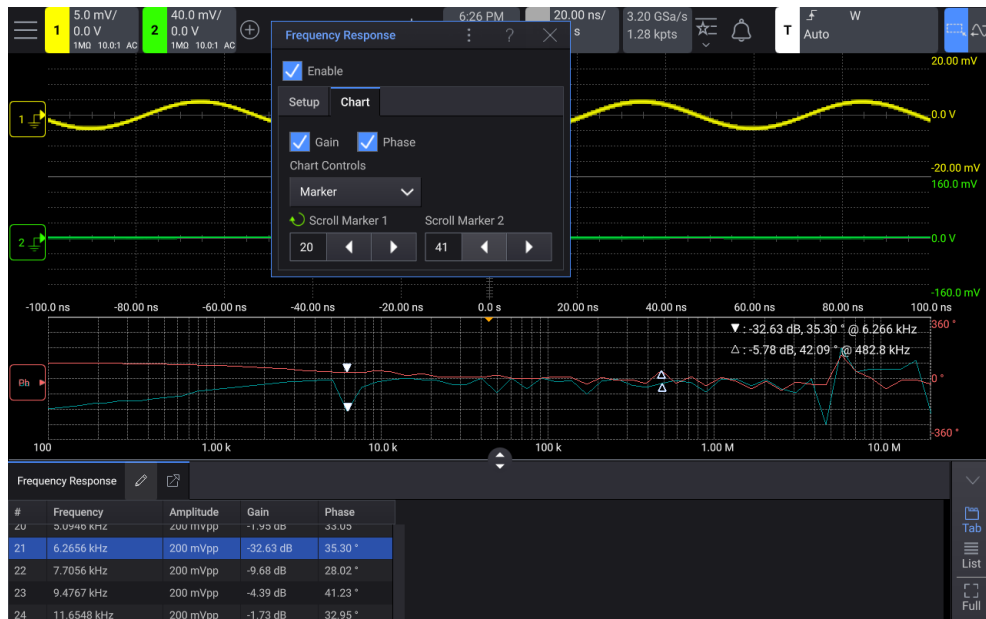 1
5.0 mV/
0.0 V
1MΩ 10.0:1 AC
2
40.0 mV/
0.0 V
1MΩ 10.0:1 AC
6:26 PM
20.00 ns/
s
3.20 GSa/s
1.28 kpts
T
W
Auto
Frequency Response
?
Enable
Setup Chart
Gain Phase
Chart Controls
Marker
Scroll Marker 1 Scroll Marker 2
20 41
20.00 mV
1
0.0 V
-20.00 mV
160.0 mV
2
0.0 V
-160.0 mV
-100.0 ns -80.00 ns -60.00 ns -40.00 ns -20.00 ns 0.0 s 20.00 ns 40.00 ns 60.00 ns 80.00 ns 100.0 ns
: -32.63 dB, 35.30 ° @ 6.266 kHz
360 °
: -5.78 dB, 42.09 ° @ 482.8 kHz
0 °
-360 °
100 1.00 k 10.0 k 100 k 1.00 M 10.0 M
Frequency Response
# Frequency Amplitude Gain Phase
20 5.0946 kHz 200 mVpp -1.95 dB 33.05 °
21 6.2656 kHz 200 mVpp -32.63 dB 35.30 °
22 7.7056 kHz 200 mVpp -9.68 dB 28.02 °
23 9.4767 kHz 200 mVpp -4.39 dB 41.23 °
24 11.6548 kHz 200 mVpp -1.73 dB 32.95 °
Tab
List
Full